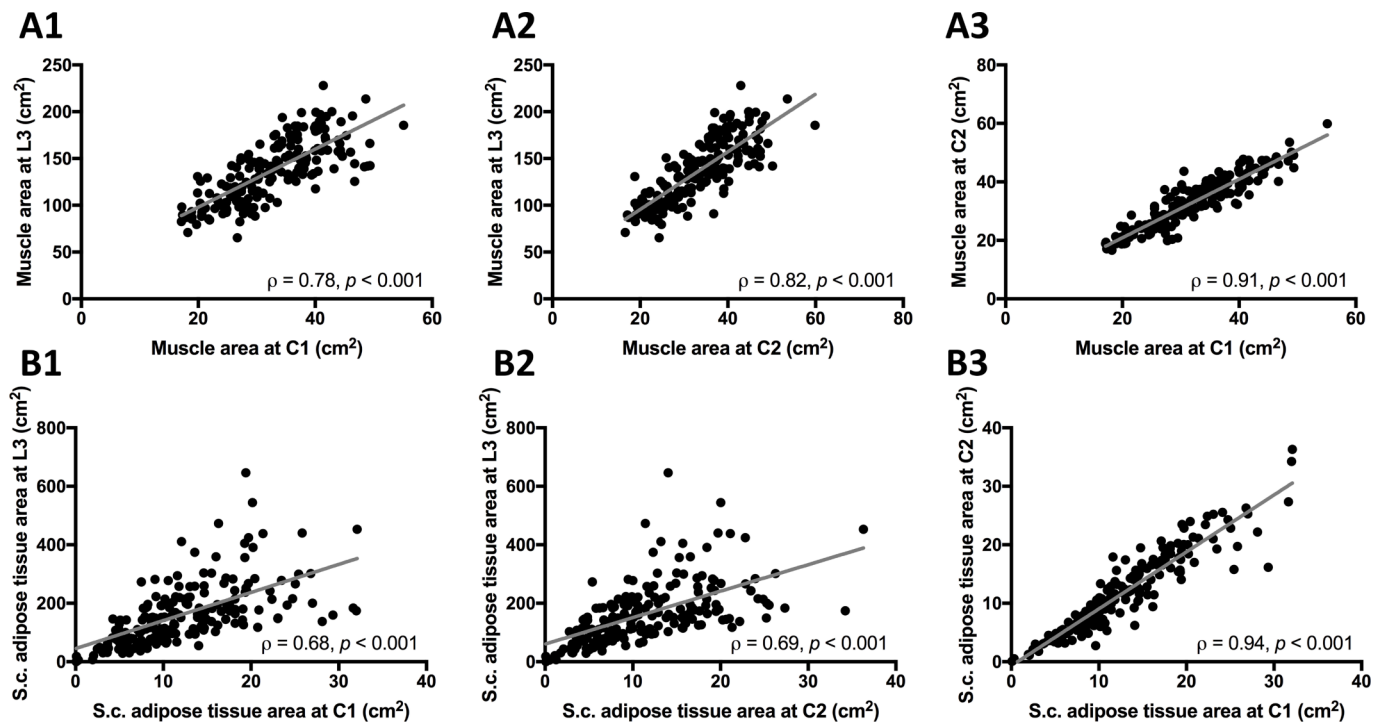 A1
Muscle area at L3 (cm²)
250
200
150
100
50
0
0
20
40
60
ρ = 0.78, p < 0.001
Muscle area at C1 (cm²)
A2
Muscle area at L3 (cm²)
250
200
150
100
50
0
0
20
40
60
80
ρ = 0.82, p < 0.001
Muscle area at C2 (cm²)
A3
Muscle area at C2 (cm²)
80
60
40
20
0
0
20
40
60
ρ = 0.91, p < 0.001
Muscle area at C1 (cm²)
B1
S.c. adipose tissue area at L3 (cm²)
800
600
400
200
0
0
10
20
30
40
ρ = 0.68, p < 0.001
S.c. adipose tissue area at C1 (cm²)
B2
S.c. adipose tissue area at L3 (cm²)
800
600
400
200
0
0
10
20
30
40
ρ = 0.69, p < 0.001
S.c. adipose tissue area at C2 (cm²)
B3
S.c. adipose tissue area at C2 (cm²)
40
30
20
10
0
0
10
20
30
40
ρ = 0.94, p < 0.001
S.c. adipose tissue area at C1 (cm²)